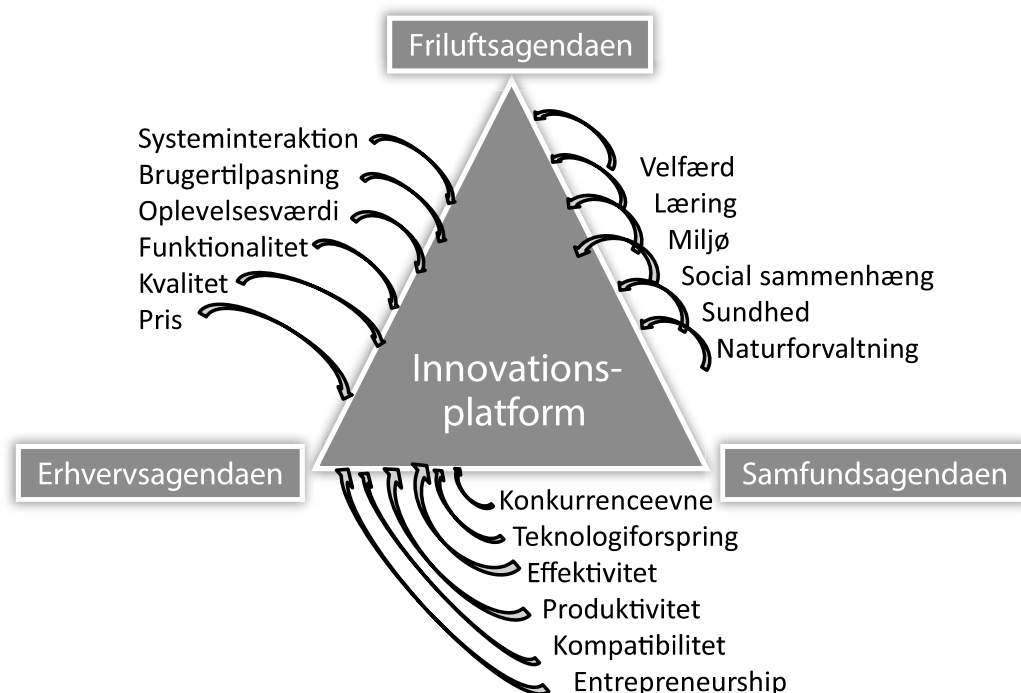 Friluftsagendaen
Systeminteraktion
Brugertilpasning
Oplevelsesværdi
Funktionalitet
Kvalitet
Pris
Velfærd
Læring
Miljø
Social sammenhæng
Sundhed
Naturforvaltning
Innovations-
platform
Erhvervsagendaen
Samfundsagendaen
Konkurrenceevne
Teknologiforspring
Effektivitet
Produktivitet
Kompatibilitet
Entrepreneurship